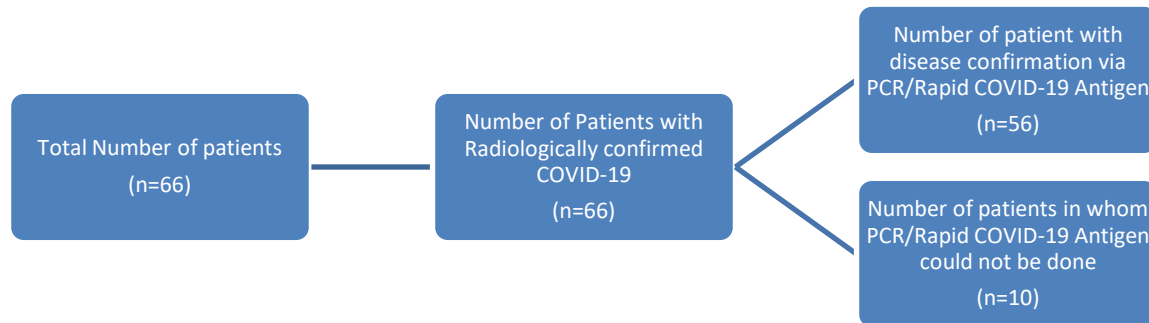 Total Number of patients
(n=66)
Number of Patients with
Radiologically confirmed
COVID-19
(n=66)
Number of patient with
disease confirmation via
PCR/Rapid COVID-19 Antigen
(n=56)
Number of patients in whom
PCR/Rapid COVID-19 Antigen
could not be done
(n=10)